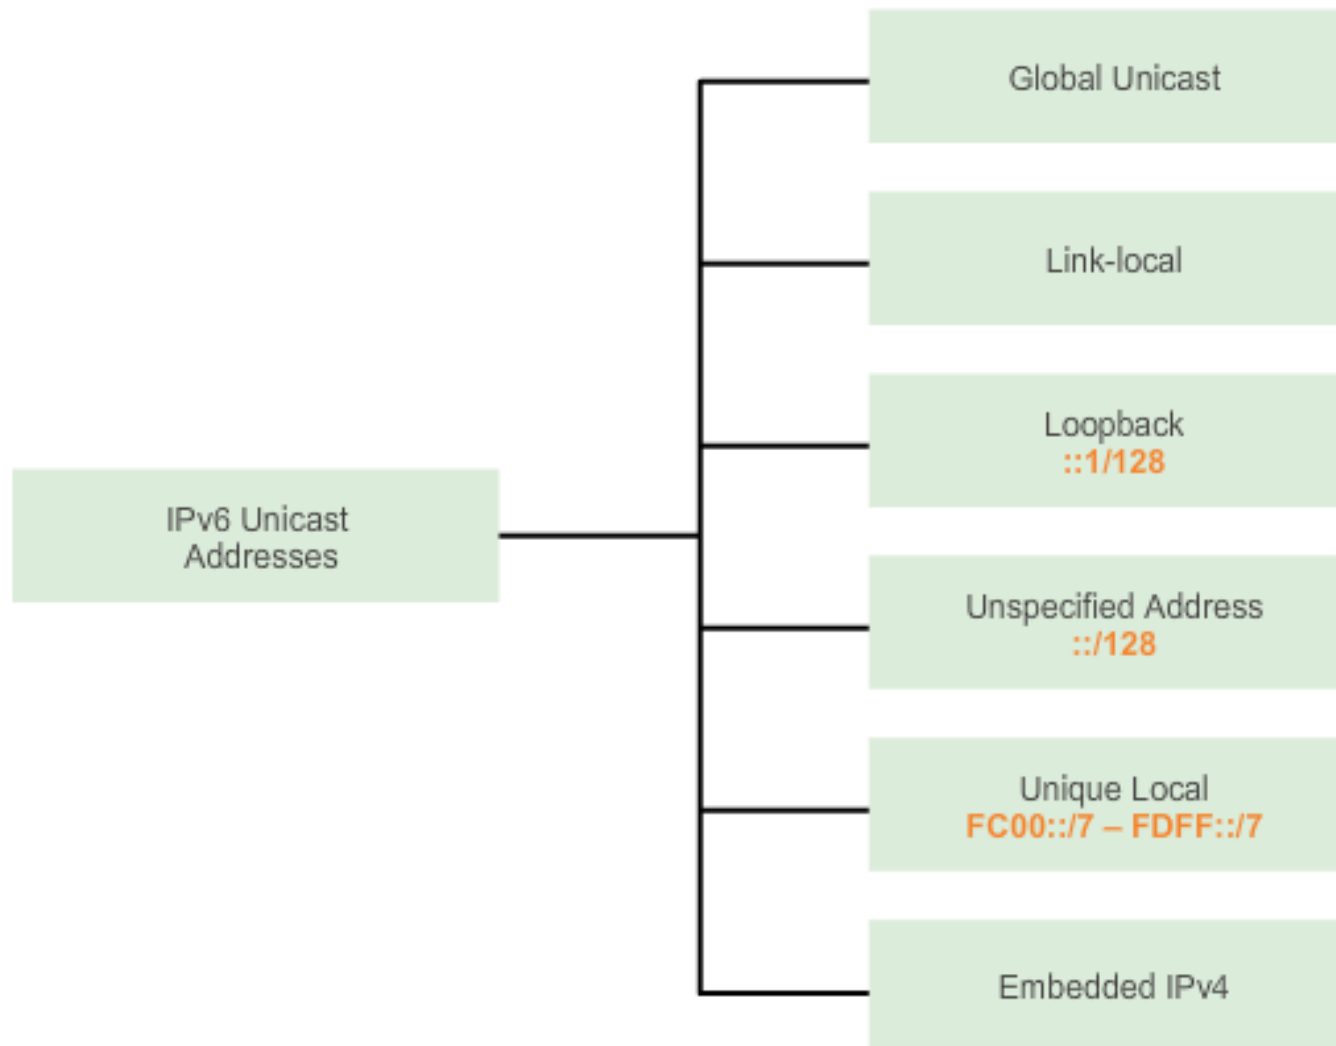 Global Unicast
Link-local
Loopback
::1/128
IPv6 Unicast
Addresses
Unspecified Address
::/128
Unique Local
FC00::/7 – FDFF::/7
Embedded IPv4